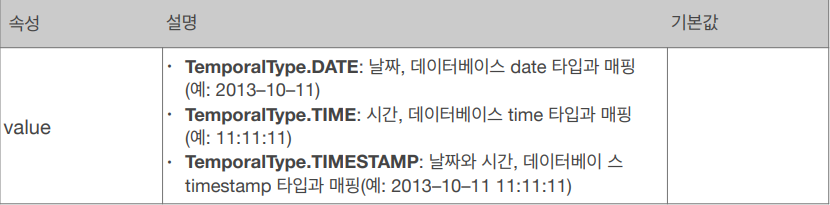 속성 설명 기본값
value
• TemporalType.DATE: 날짜, 데이터베이스 date 타입과 매핑
(예: 2013–10–11)
• TemporalType.TIME: 시간, 데이터베이스 time 타입과 매핑
(예: 11:11:11)
• TemporalType.TIMESTAMP: 날짜와 시간, 데이터베이 스
timestamp 타입과 매핑(예: 2013–10–11 11:11:11)